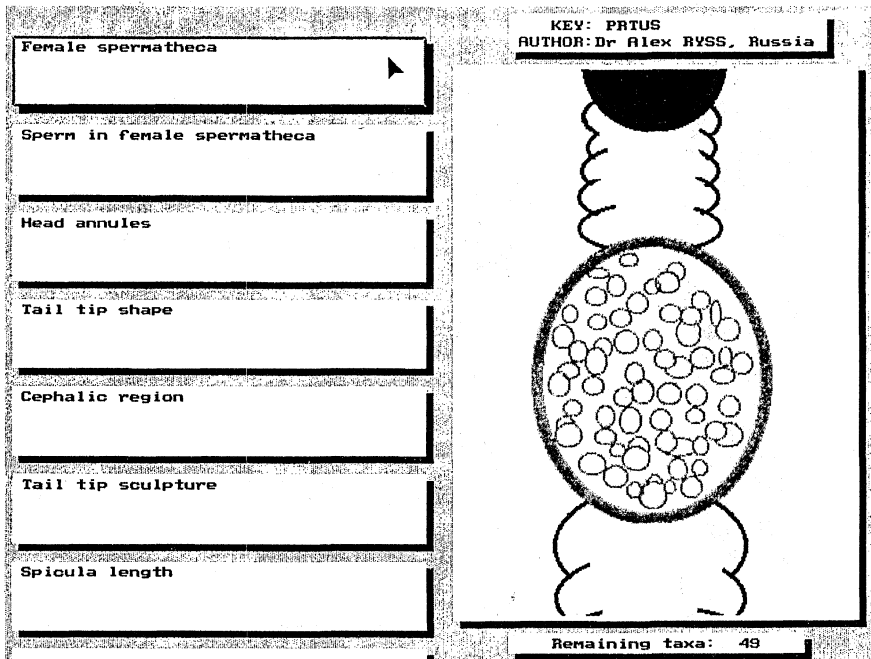 Female spermatheca
Sperm in female spermatheca
Head annules
Tail tip shape
Cephalic region
Tail tip sculpture
Spicula length
KEY: PRTUS
AUTHOR:Dr Alex RYSS, Russia
Remaining taxa: 49